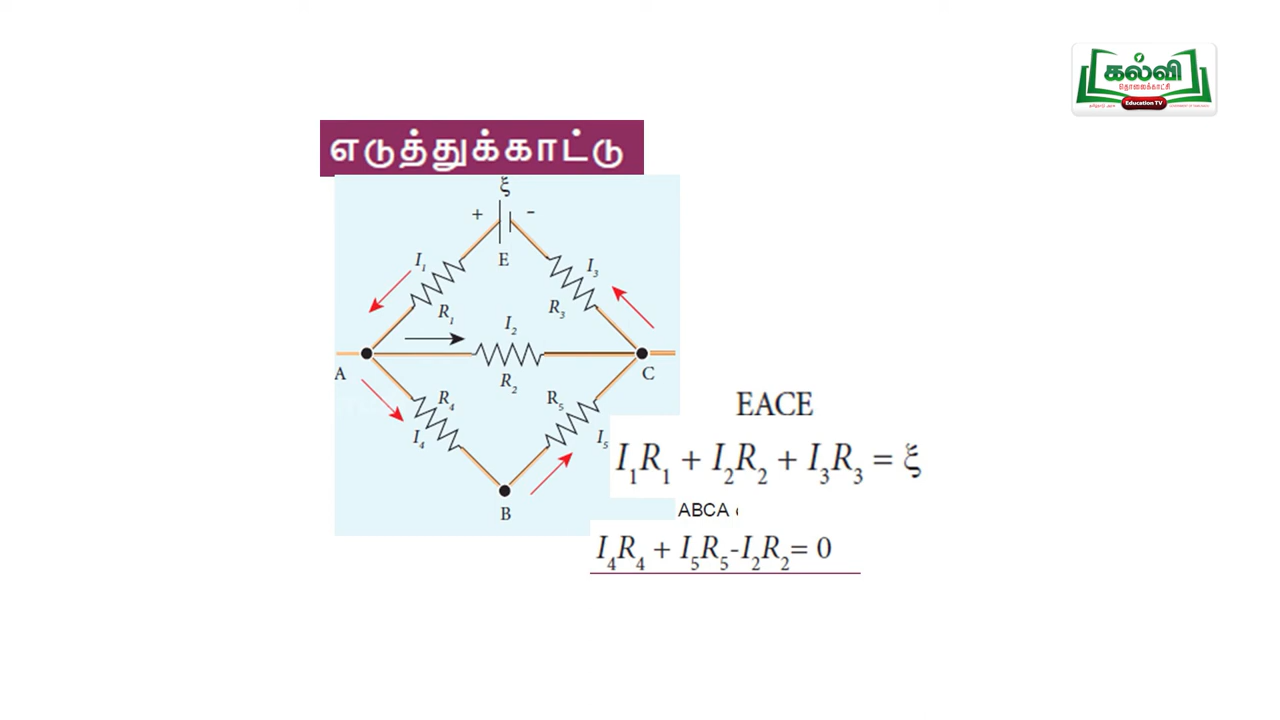 கல்வி
தொலைக்காட்சி
Education TV
எடுத்துக்காட்டு
ξ
+ -
E
I₁
I₃
R₁
R₃
I₂
A
C
R₂
R₄
R₅
I₄
I₅
B
EACE
I₁R₁ + I₂R₂ + I₃R₃ = ξ
ABCA
I₄R₄ + I₅R₅-I₂R₂= 0